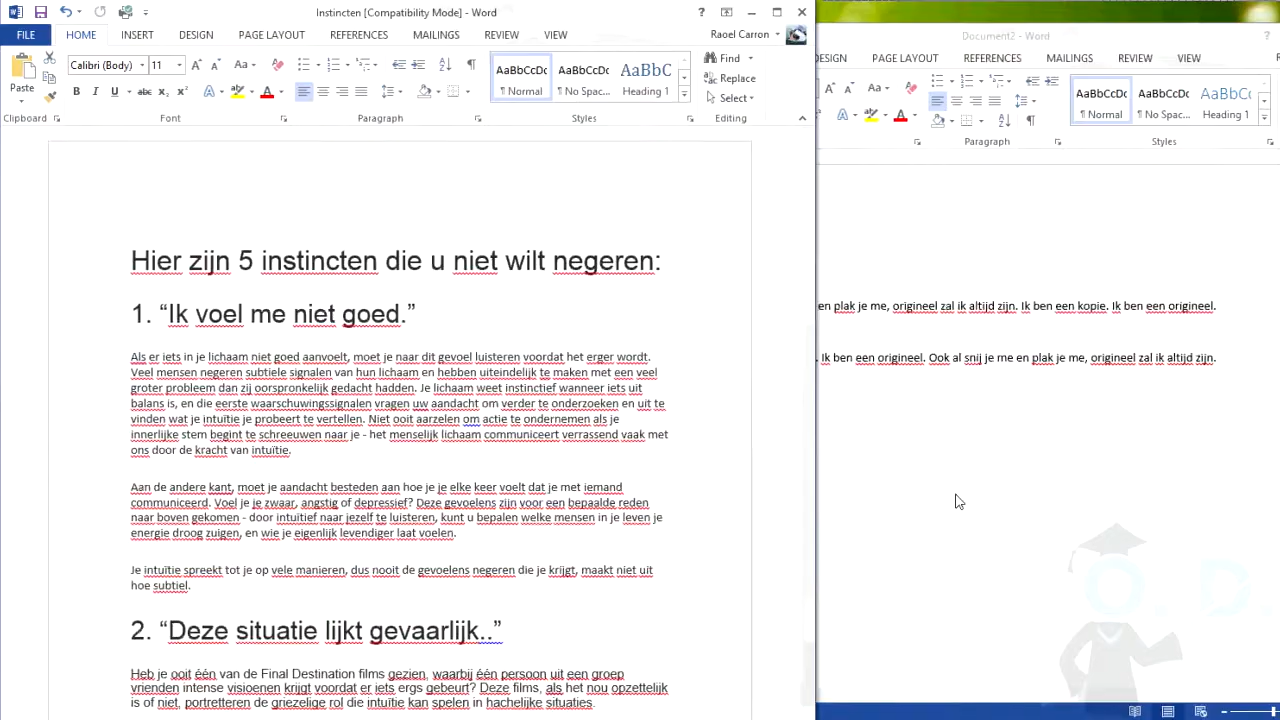 Instincten [Compatibility Mode] - Word
FILE
HOME
INSERT
DESIGN
PAGE LAYOUT
REFERENCES
MAILINGS
REVIEW
VIEW
Raoel Carron
Paste
Calibri (Body)
11
Find
Replace
Select
AaBbCcDc
¶ Normal
AaBbCcDc
¶ No Spac...
AaBbC
Heading 1
Clipboard
Font
Paragraph
Styles
Editing
Hier zijn 5 instincten die u niet wilt negeren:
1. “Ik voel me niet goed.”
Als er iets in je lichaam niet goed aanvoelt, moet je naar dit gevoel luisteren voordat het erger wordt.
Veel mensen negeren subtiele signalen van hun lichaam en hebben uiteindelijk te maken met een veel
groter probleem dan zij oorspronkelijk gedacht hadden. Je lichaam weet instinctief wanneer iets uit
balans is, en die eerste waarschuwingssignalen vragen uw aandacht om verder te onderzoeken en uit te
vinden wat je intuïtie je probeert te vertellen. Niet ooit aarzelen om actie te ondernemen als je
innerlijke stem begint te schreeuwen naar je - het menselijk lichaam communiceert verrassend vaak met
ons door de kracht van intuïtie.
Aan de andere kant, moet je aandacht besteden aan hoe je je elke keer voelt dat je met iemand
communiceerd. Voel je je zwaar, angstig of depressief? Deze gevoelens zijn voor een bepaalde reden
naar boven gekomen - door intuïtief naar jezelf te luisteren, kunt u bepalen welke mensen in je leven je
energie droog zuigen, en wie je eigenlijk levendiger laat voelen.
Je intuïtie spreekt tot je op vele manieren, dus nooit de gevoelens negeren die je krijgt, maakt niet uit
hoe subtiel.
2. “Deze situatie lijkt gevaarlijk..”
Heb je ooit één van de Final Destination films gezien, waarbij één persoon uit een groep
vrienden intense visioenen krijgt voordat er iets ergs gebeurt? Deze films, als het nou opzettelijk
is of niet, portretteren de griezelige rol die intuïtie kan spelen in hachelijke situaties.
Document2 - Word
DESIGN
PAGE LAYOUT
REFERENCES
MAILINGS
REVIEW
VIEW
AaBbCcDc
¶ Normal
AaBbCcDc
¶ No Spac...
AaBbCc
Heading 1
Paragraph
Styles
en plak je me, origineel zal ik altijd zijn. Ik ben een kopie. Ik ben een origineel.
. Ik ben een origineel. Ook al snij je me en plak je me, origineel zal ik altijd zijn.